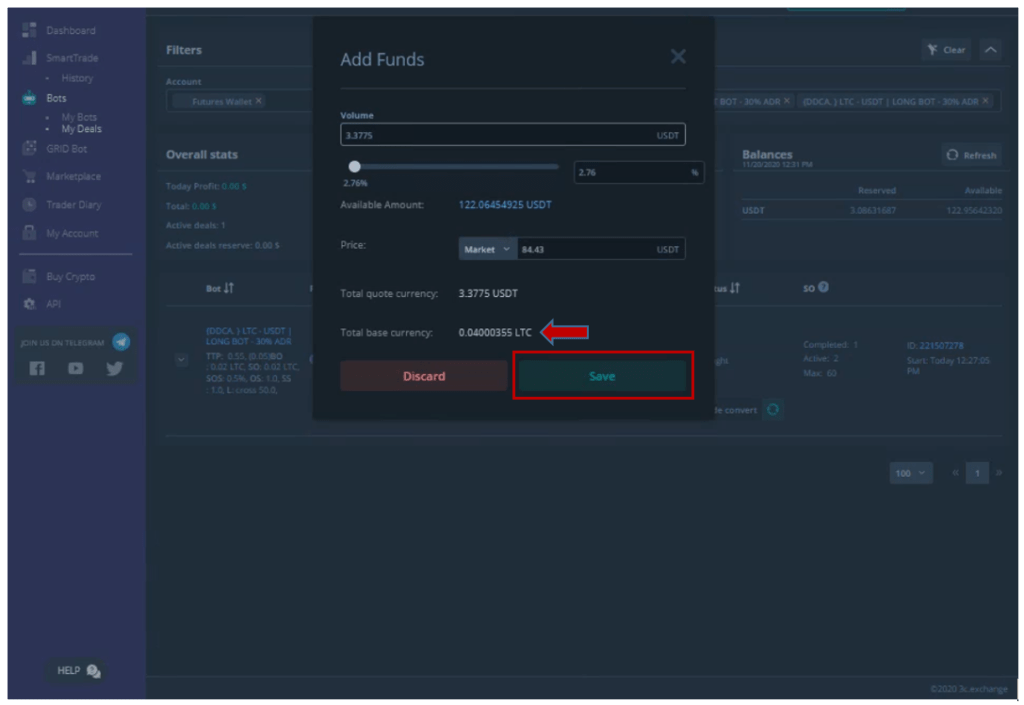 Dashboard
SmartTrade
History
Bots
My Bots
My Deals
GRID Bot
Marketplace
Trader Diary
My Account
Buy Crypto
API
JOIN US ON TELEGRAM
HELP
Filters
Clear
Account
Futures Wallet ×
BOT - 30% ADR ×
(DDCA, ) LTC - USDT | LONG BOT - 30% ADR ×
Overall stats
Today Profit: 0.00 $
Total: 0.00 $
Active deals: 1
Active deals reserve: 0.00 $
Balances
11/20/2020 12:31 PM
Refresh
Reserved Available
USDT 3.08631687 122.95642320
Add Funds
Volume
3.3775 USDT
2.76%
2.76 %
Available Amount: 122.06454925 USDT
Price: Market 84.43 USDT
Total quote currency: 3.3775 USDT
Total base currency: 0.04000355 LTC
Discard Save
Bot
SO
(DDCA, ) LTC - USDT |
LONG BOT - 30% ADR
TTP: 0.55, (0.05)BO
: 0.02 LTC, SO: 0.02 LTC,
SOS: 0.5%, OS: 1.0, SS
: 1.0, L: cross 50.0,
Completed: 1
Active: 2
Max: 60
ID: 221507278
Start: Today 12:27:05
PM
convert
100
« 1 »
©2020 3c.exchange